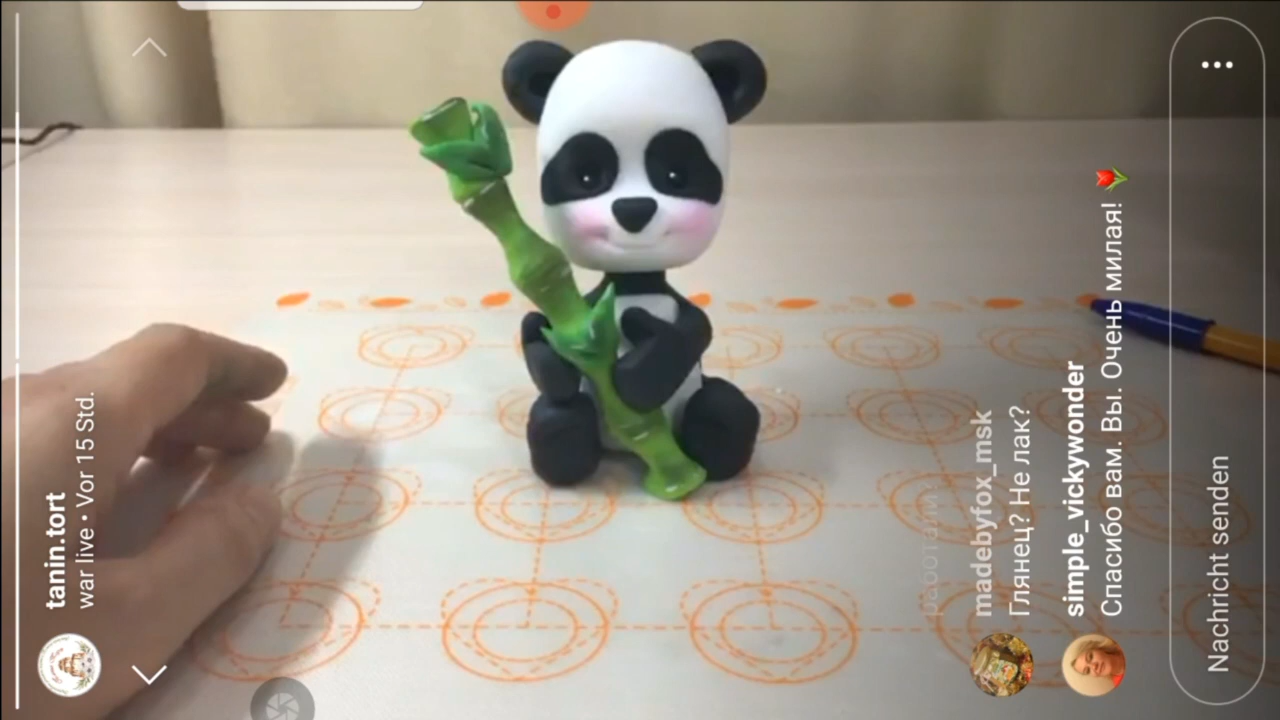 tanin.tort
war live • Vor 15 Std.
работали?
madebyfox_msk
Глянец? Не лак?
simple_vickywonder
Спасибо вам. Вы. Очень милая! 🌷
Nachricht senden